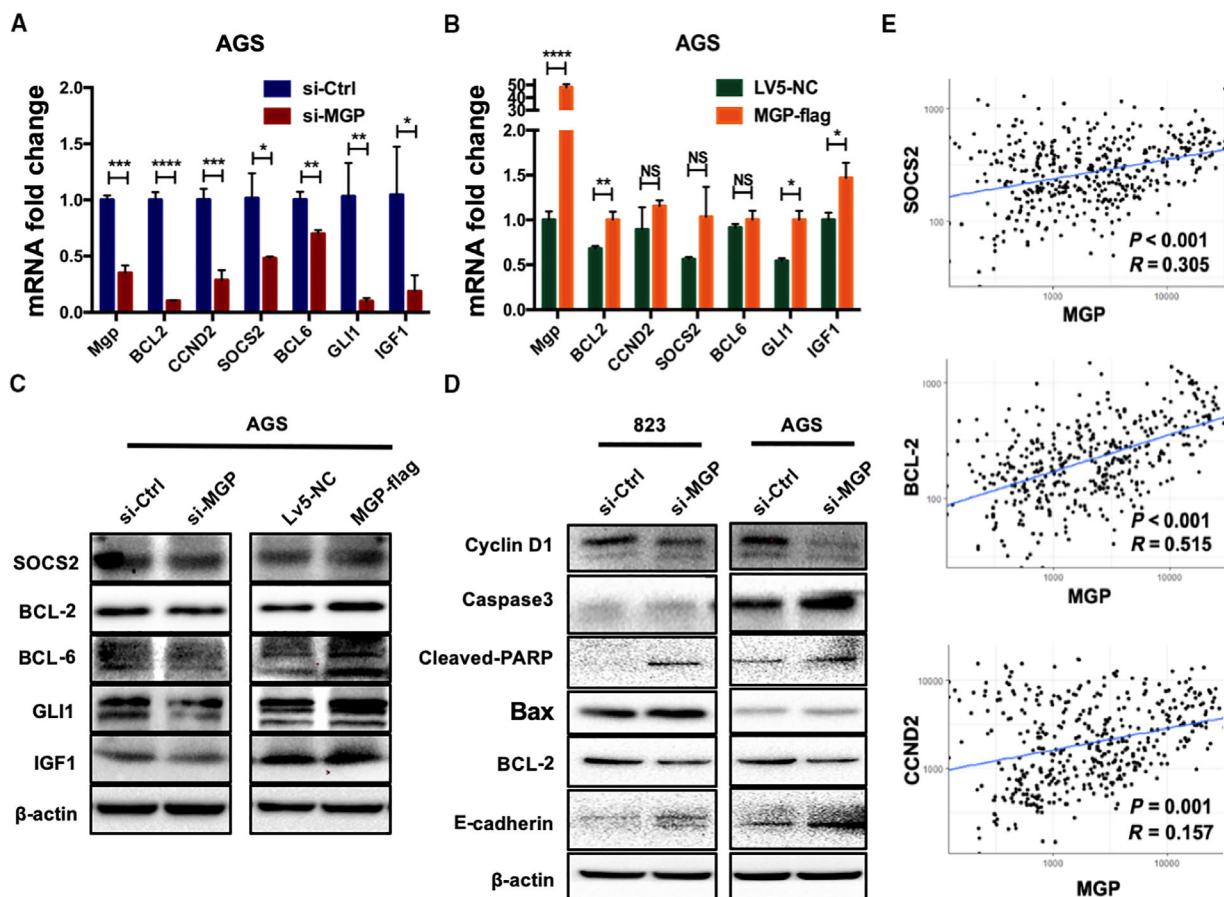 A
AGS
si-Ctrl
si-MGP
mRNA fold change
2.0
1.5
1.0
0.5
0.0
*** **** *** * ** ** *
Mgp BCL2 CCND2 SOCS2 BCL6 GLI1 IGF1
B
AGS
LV5-NC
MGP-flag
mRNA fold change
50
40
30
2.0
1.5
1.0
0.5
0.0
**** ** NS NS NS * *
Mgp BCL2 CCND2 SOCS2 BCL6 GLI1 IGF1
C
AGS
si-Ctrl si-MGP Lv5-NC MGP-flag
SOCS2
BCL-2
BCL-6
GLI1
IGF1
β-actin
D
823 AGS
si-Ctrl si-MGP si-Ctrl si-MGP
Cyclin D1
Caspase3
Cleaved-PARP
Bax
BCL-2
E-cadherin
β-actin
E
SOCS2
1000
100
P < 0.001
R = 0.305
1000 10000
MGP
BCL-2
1000
100
P < 0.001
R = 0.515
1000 10000
MGP
CCND2
10000
1000
P = 0.001
R = 0.157
1000 10000
MGP